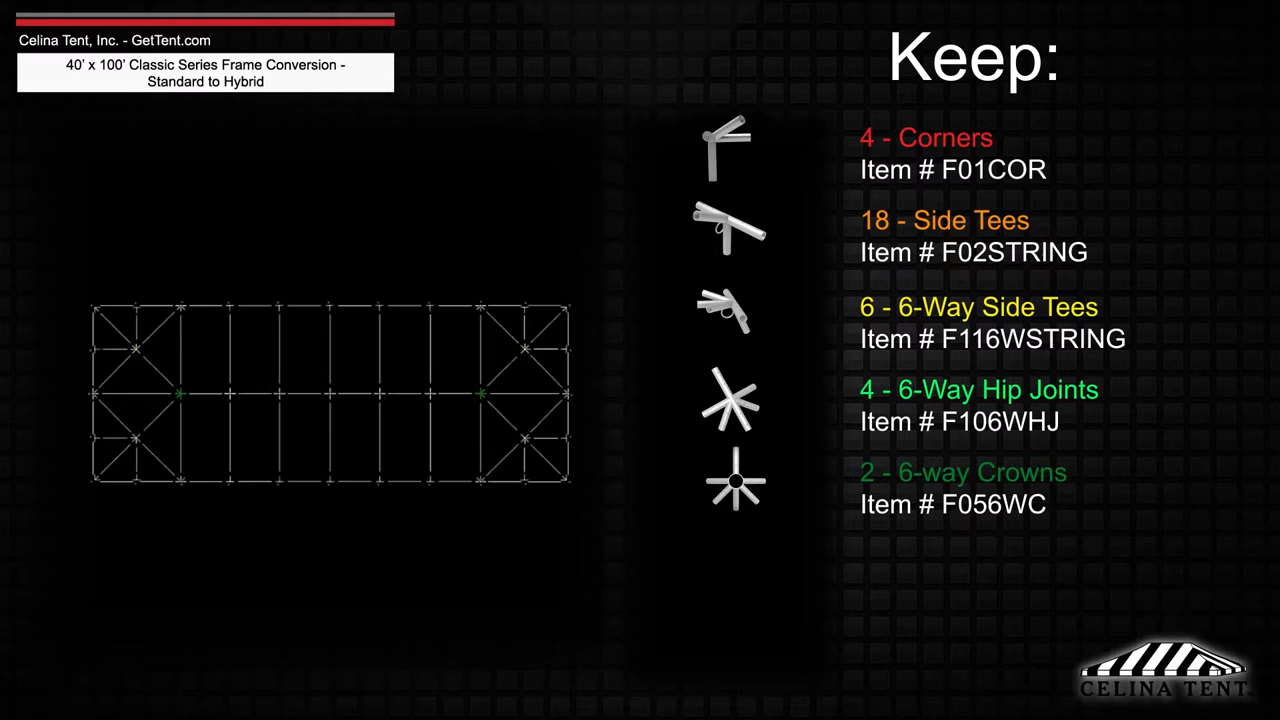 Celina Tent, Inc. - GetTent.com
40' x 100' Classic Series Frame Conversion -
Standard to Hybrid
Keep:
4 - Corners
Item # F01COR
18 - Side Tees
Item # F02STRING
6 - 6-Way Side Tees
Item # F116WSTRING
4 - 6-Way Hip Joints
Item # F106WHJ
2 - 6-way Crowns
Item # F056WC
CELINA TENT